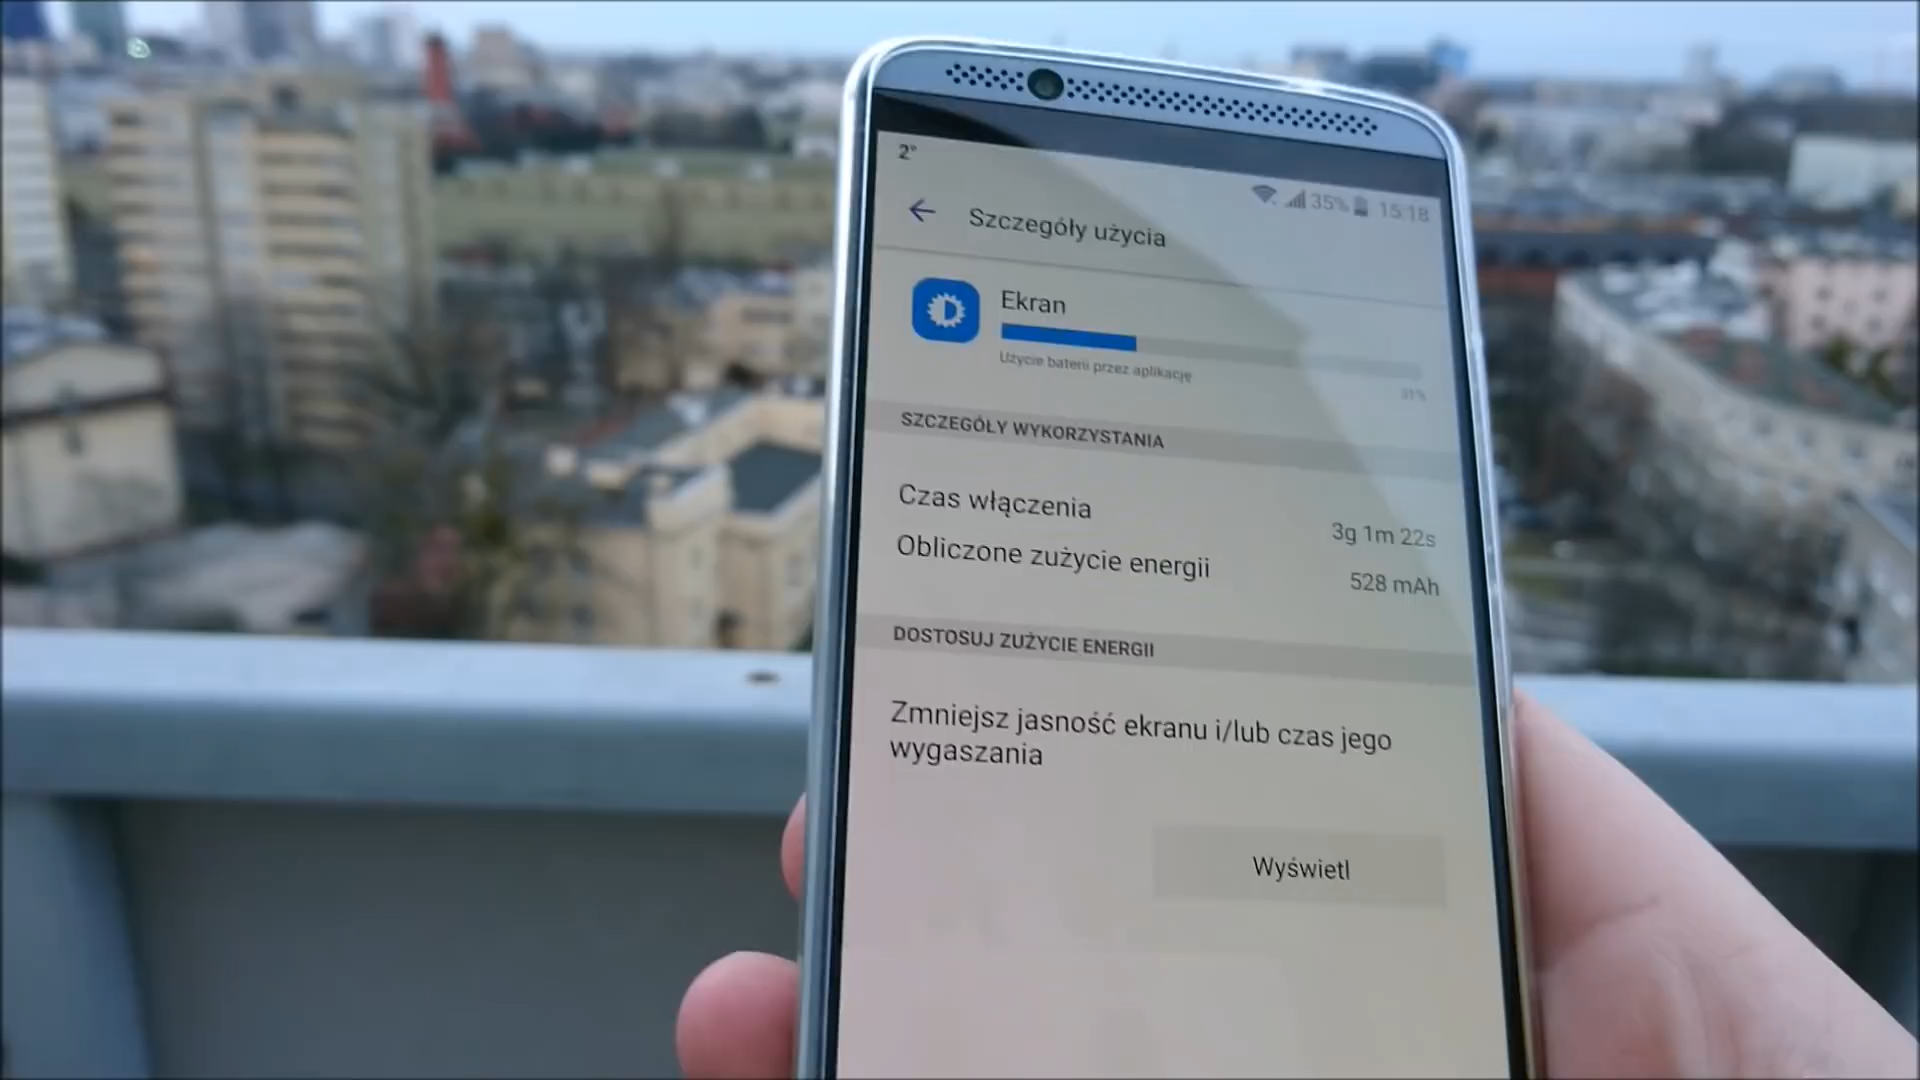 2°
35% 15:18
Szczegóły użycia
Ekran
Użycie baterii przez aplikację
31%
SZCZEGÓŁY WYKORZYSTANIA
Czas włączenia
3g 1m 22s
Obliczone zużycie energii
528 mAh
DOSTOSUJ ZUŻYCIE ENERGII
Zmniejsz jasność ekranu i/lub czas jego
wygaszania
Wyświetl